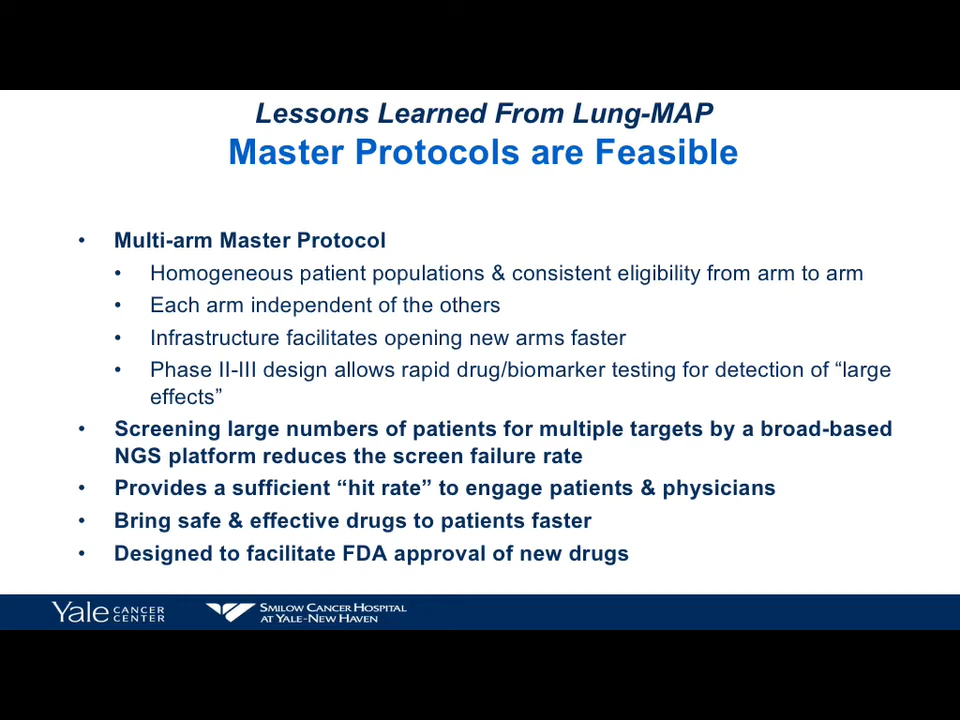 Lessons Learned From Lung-MAP
Master Protocols are Feasible
• Multi-arm Master Protocol
• Homogeneous patient populations & consistent eligibility from arm to arm
• Each arm independent of the others
• Infrastructure facilitates opening new arms faster
• Phase II-III design allows rapid drug/biomarker testing for detection of “large
effects”
• Screening large numbers of patients for multiple targets by a broad-based
NGS platform reduces the screen failure rate
• Provides a sufficient “hit rate” to engage patients & physicians
• Bring safe & effective drugs to patients faster
• Designed to facilitate FDA approval of new drugs
Yale CANCER CENTER
SMILOW CANCER HOSPITAL
AT YALE-NEW HAVEN